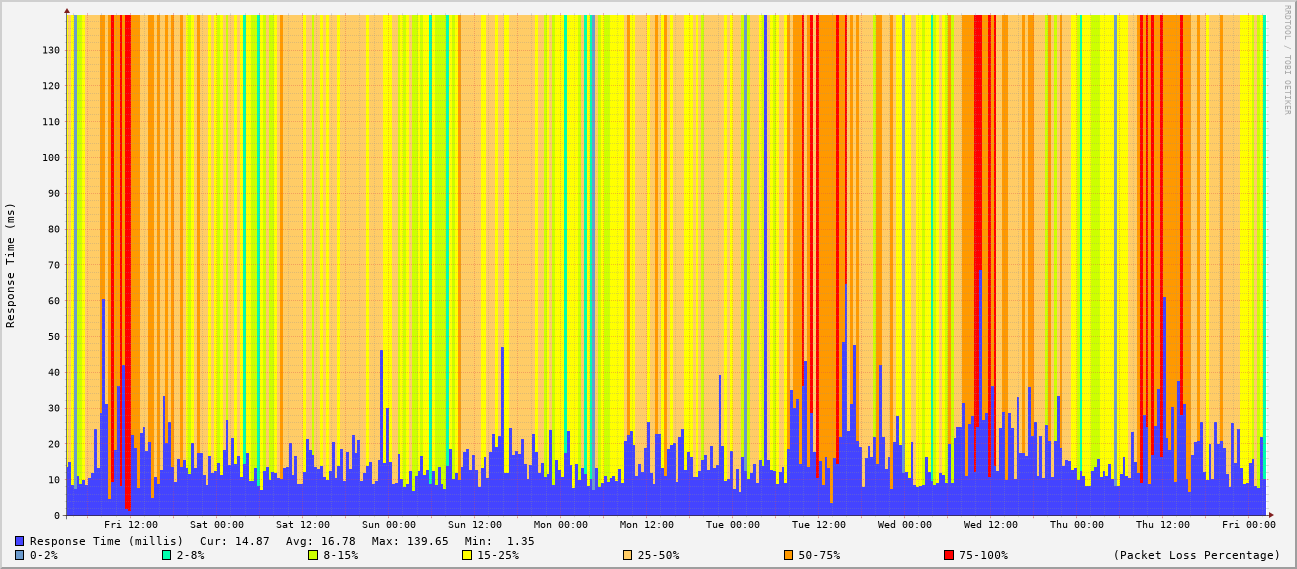 RRDTOOL / TOBI OETIKER
Response Time (ms)
130
120
110
100
90
80
70
60
50
40
30
20
10
0
Fri 12:00 Sat 00:00 Sat 12:00 Sun 00:00 Sun 12:00 Mon 00:00 Mon 12:00 Tue 00:00 Tue 12:00 Wed 00:00 Wed 12:00 Thu 00:00 Thu 12:00 Fri 00:00
Response Time (millis) Cur: 14.87 Avg: 16.78 Max: 139.65 Min: 1.35
0-2% 2-8% 8-15% 15-25% 25-50% 50-75% 75-100% (Packet Loss Percentage)